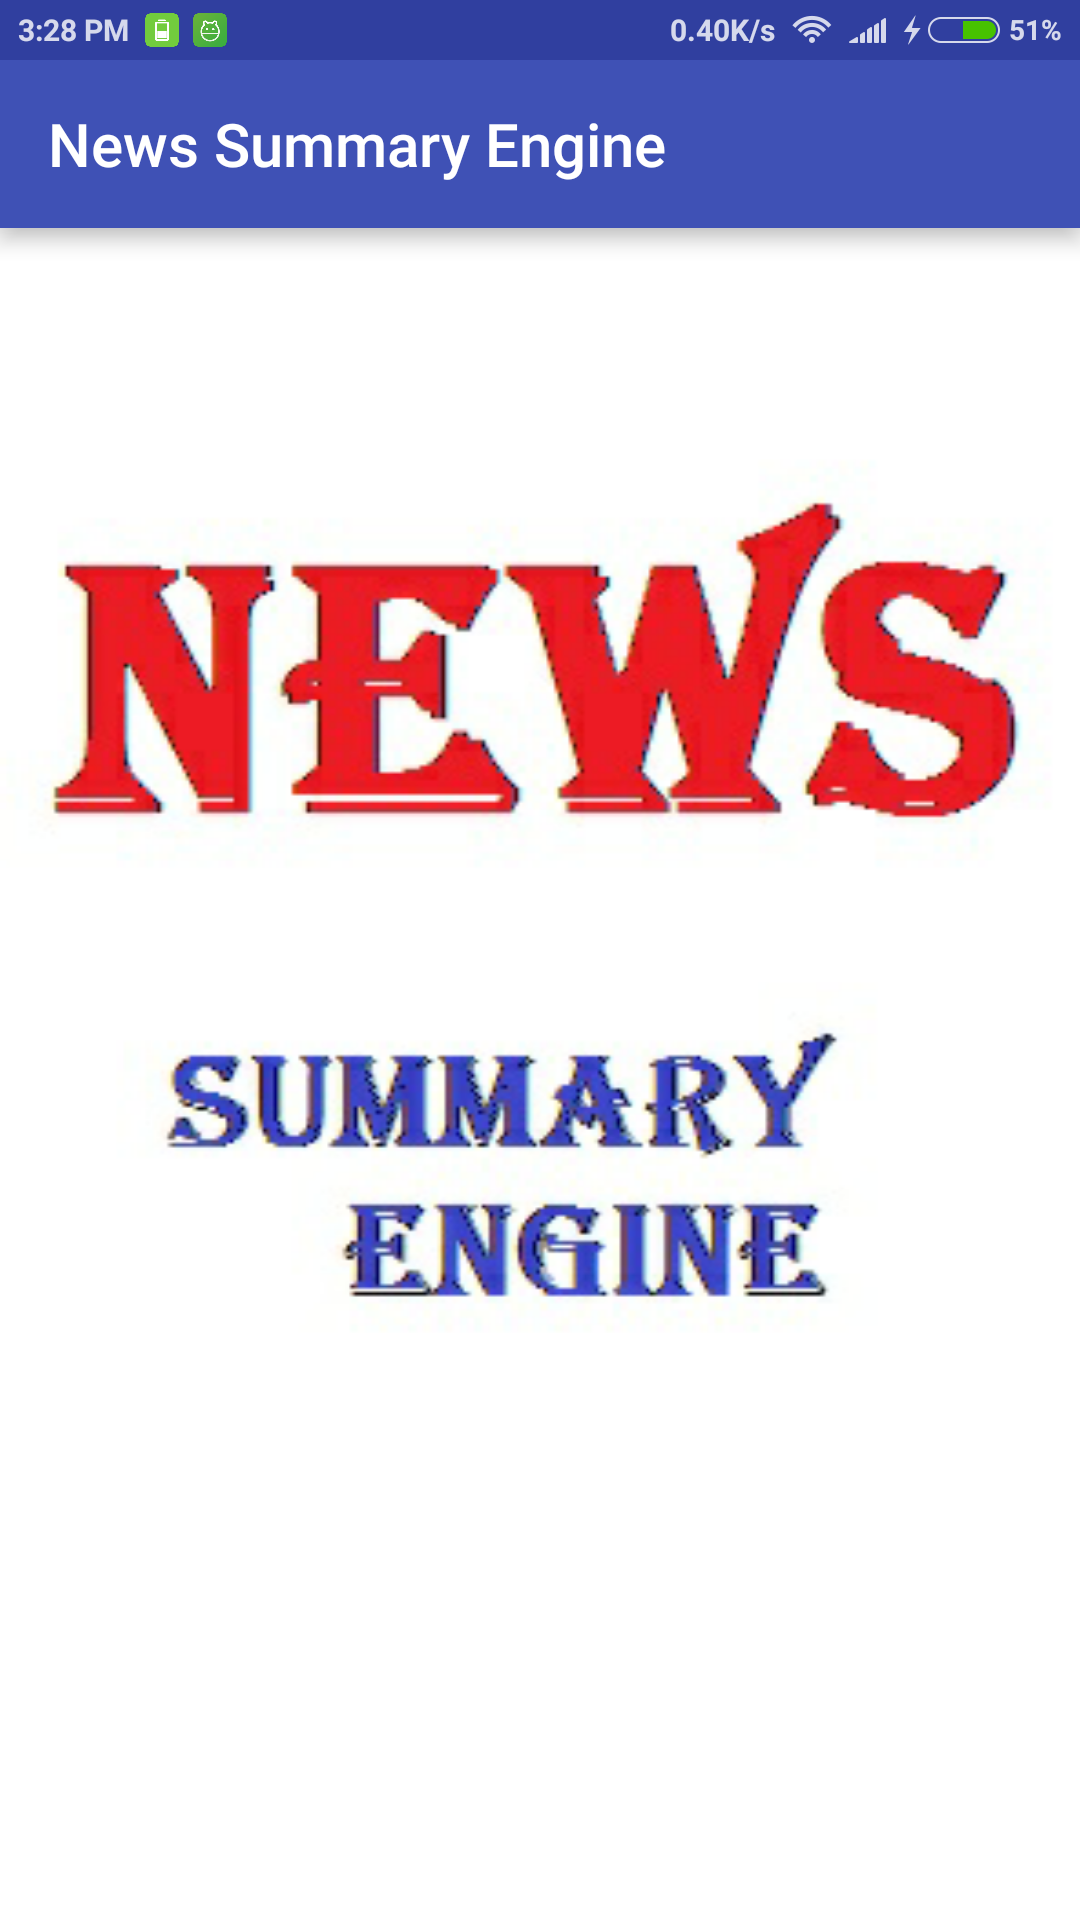 3:28 PM 0.40K/s 51%
News Summary Engine
NEWS
SUMMARY
ENGINE